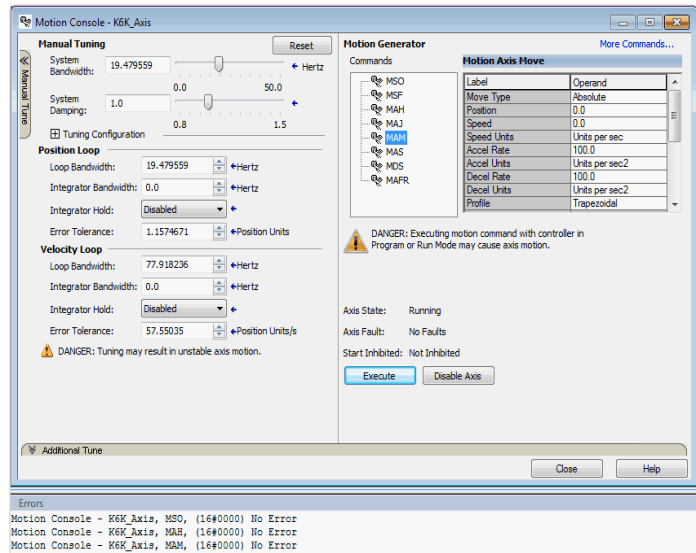 Motion Console - K6K_Axis
Manual Tuning
Reset
Manual Tune
System Bandwidth: 19.479559 Hertz
0.0 50.0
System Damping: 1.0
0.8 1.5
Tuning Configuration
Position Loop
Loop Bandwidth: 19.479559 Hertz
Integrator Bandwidth: 0.0 Hertz
Integrator Hold: Disabled
Error Tolerance: 1.1574671 Position Units
Velocity Loop
Loop Bandwidth: 77.918236 Hertz
Integrator Bandwidth: 0.0 Hertz
Integrator Hold: Disabled
Error Tolerance: 57.55035 Position Units/s
DANGER: Tuning may result in unstable axis motion.
Motion Generator
More Commands...
Commands
MSO
MSF
MAH
MAJ
MAM
MAS
MDS
MAFR
Motion Axis Move
Label Operand
Move Type Absolute
Position 0.0
Speed 0.0
Speed Units Units per sec
Accel Rate 100.0
Accel Units Units per sec2
Decel Rate 100.0
Decel Units Units per sec2
Profile Trapezoidal
DANGER: Executing motion command with controller in
Program or Run Mode may cause axis motion.
Axis State: Running
Axis Fault: No Faults
Start Inhibited: Not Inhibited
Execute Disable Axis
Additional Tune
Close Help
Errors
Motion Console - K6K_Axis, MSO, (16#0000) No Error
Motion Console - K6K_Axis, MAH, (16#0000) No Error
Motion Console - K6K_Axis, MAM, (16#0000) No Error